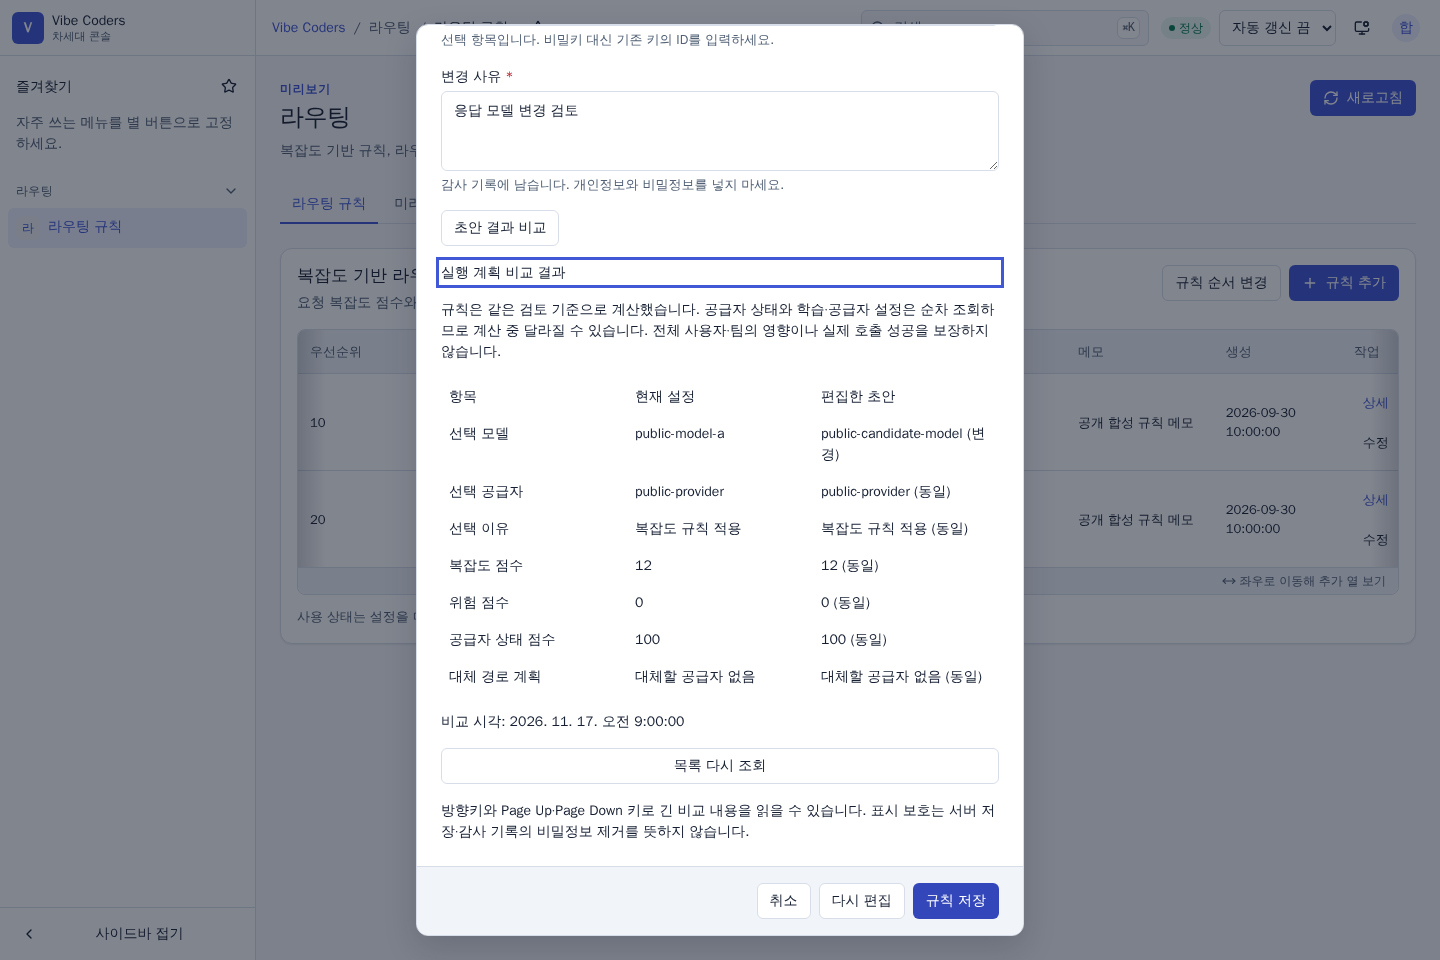 V
Vibe Coders
차세대 콘솔
Vibe Coders / 라우팅 /
⌘K
정상
자동 갱신 끔
합
즐겨찾기
자주 쓰는 메뉴를 별 버튼으로 고정
하세요.
라우팅
라 라우팅 규칙
사이드바 접기
미리보기
라우팅
복잡도 기반 규칙, 라우
새로고침
라우팅 규칙
미리
복잡도 기반 라우
요청 복잡도 점수와
규칙 순서 변경
규칙 추가
우선순위
메모
생성
작업
10
공개 합성 규칙 메모
2026-09-30
10:00:00
상세
수정
20
공개 합성 규칙 메모
2026-09-30
10:00:00
상세
수정
좌우로 이동해 추가 열 보기
사용 상태는 설정을
선택 항목입니다. 비밀키 대신 기존 키의 ID를 입력하세요.
변경 사유 *
응답 모델 변경 검토
감사 기록에 남습니다. 개인정보와 비밀정보를 넣지 마세요.
초안 결과 비교
실행 계획 비교 결과
규칙은 같은 검토 기준으로 계산했습니다. 공급자 상태와 학습·공급자 설정은 순차 조회하
므로 계산 중 달라질 수 있습니다. 전체 사용자·팀의 영향이나 실제 호출 성공을 보장하지
않습니다.
항목 현재 설정 편집한 초안
선택 모델 public-model-a public-candidate-model (변
경)
선택 공급자 public-provider public-provider (동일)
선택 이유 복잡도 규칙 적용 복잡도 규칙 적용 (동일)
복잡도 점수 12 12 (동일)
위험 점수 0 0 (동일)
공급자 상태 점수 100 100 (동일)
대체 경로 계획 대체할 공급자 없음 대체할 공급자 없음 (동일)
비교 시각: 2026. 11. 17. 오전 9:00:00
목록 다시 조회
방향키와 Page Up·Page Down 키로 긴 비교 내용을 읽을 수 있습니다. 표시 보호는 서버 저
장·감사 기록의 비밀정보 제거를 뜻하지 않습니다.
취소
다시 편집
규칙 저장